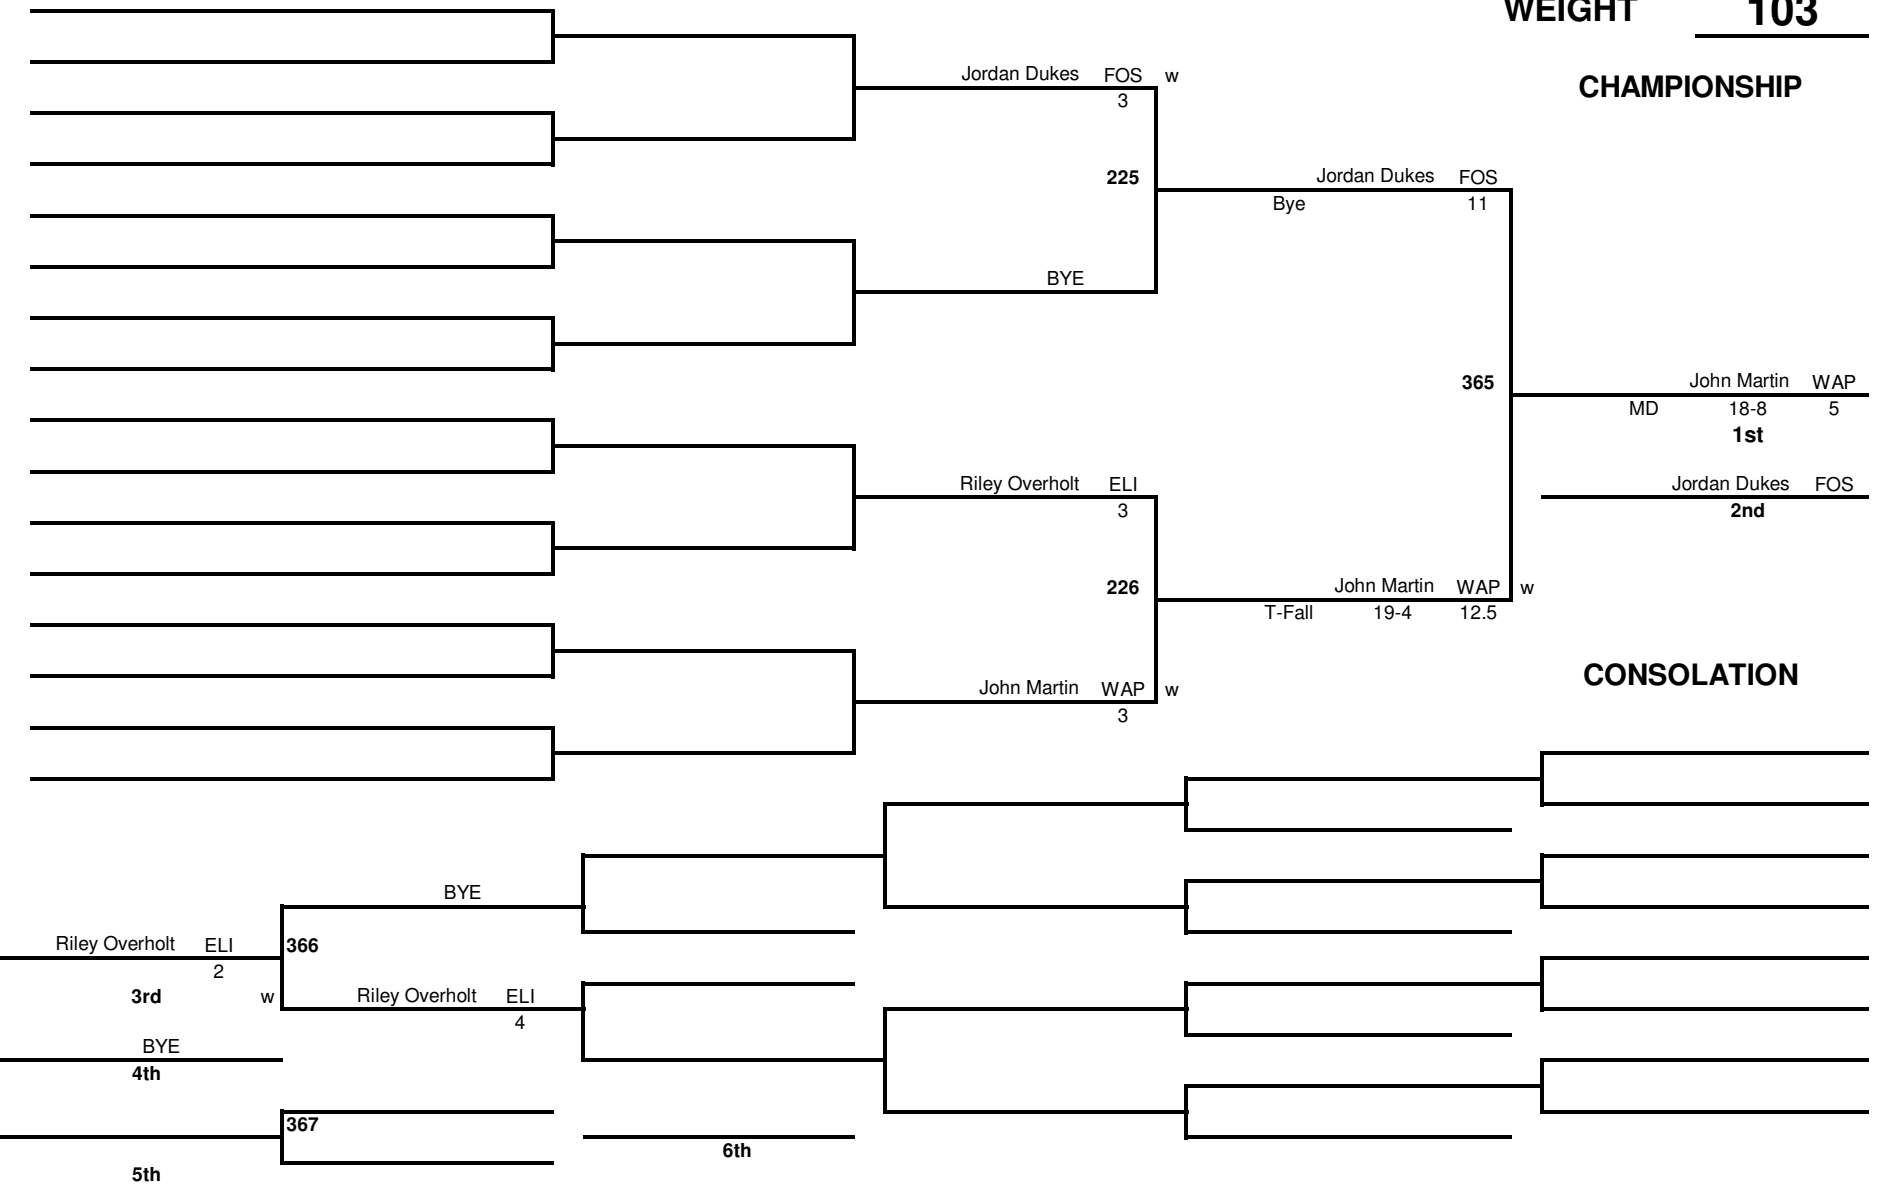 WEIGHT 103
Jordan Dukes FOS w
3
CHAMPIONSHIP
225
Jordan Dukes FOS
Bye 11
BYE
365
John Martin WAP
MD 18-8 5
1st
Riley Overholt ELI
3
Jordan Dukes FOS
2nd
226
John Martin WAP w
T-Fall 19-4 12.5
CONSOLATION
John Martin WAP w
3
BYE
Riley Overholt ELI 366
2
3rd w Riley Overholt ELI
4
BYE
4th
367
6th
5th